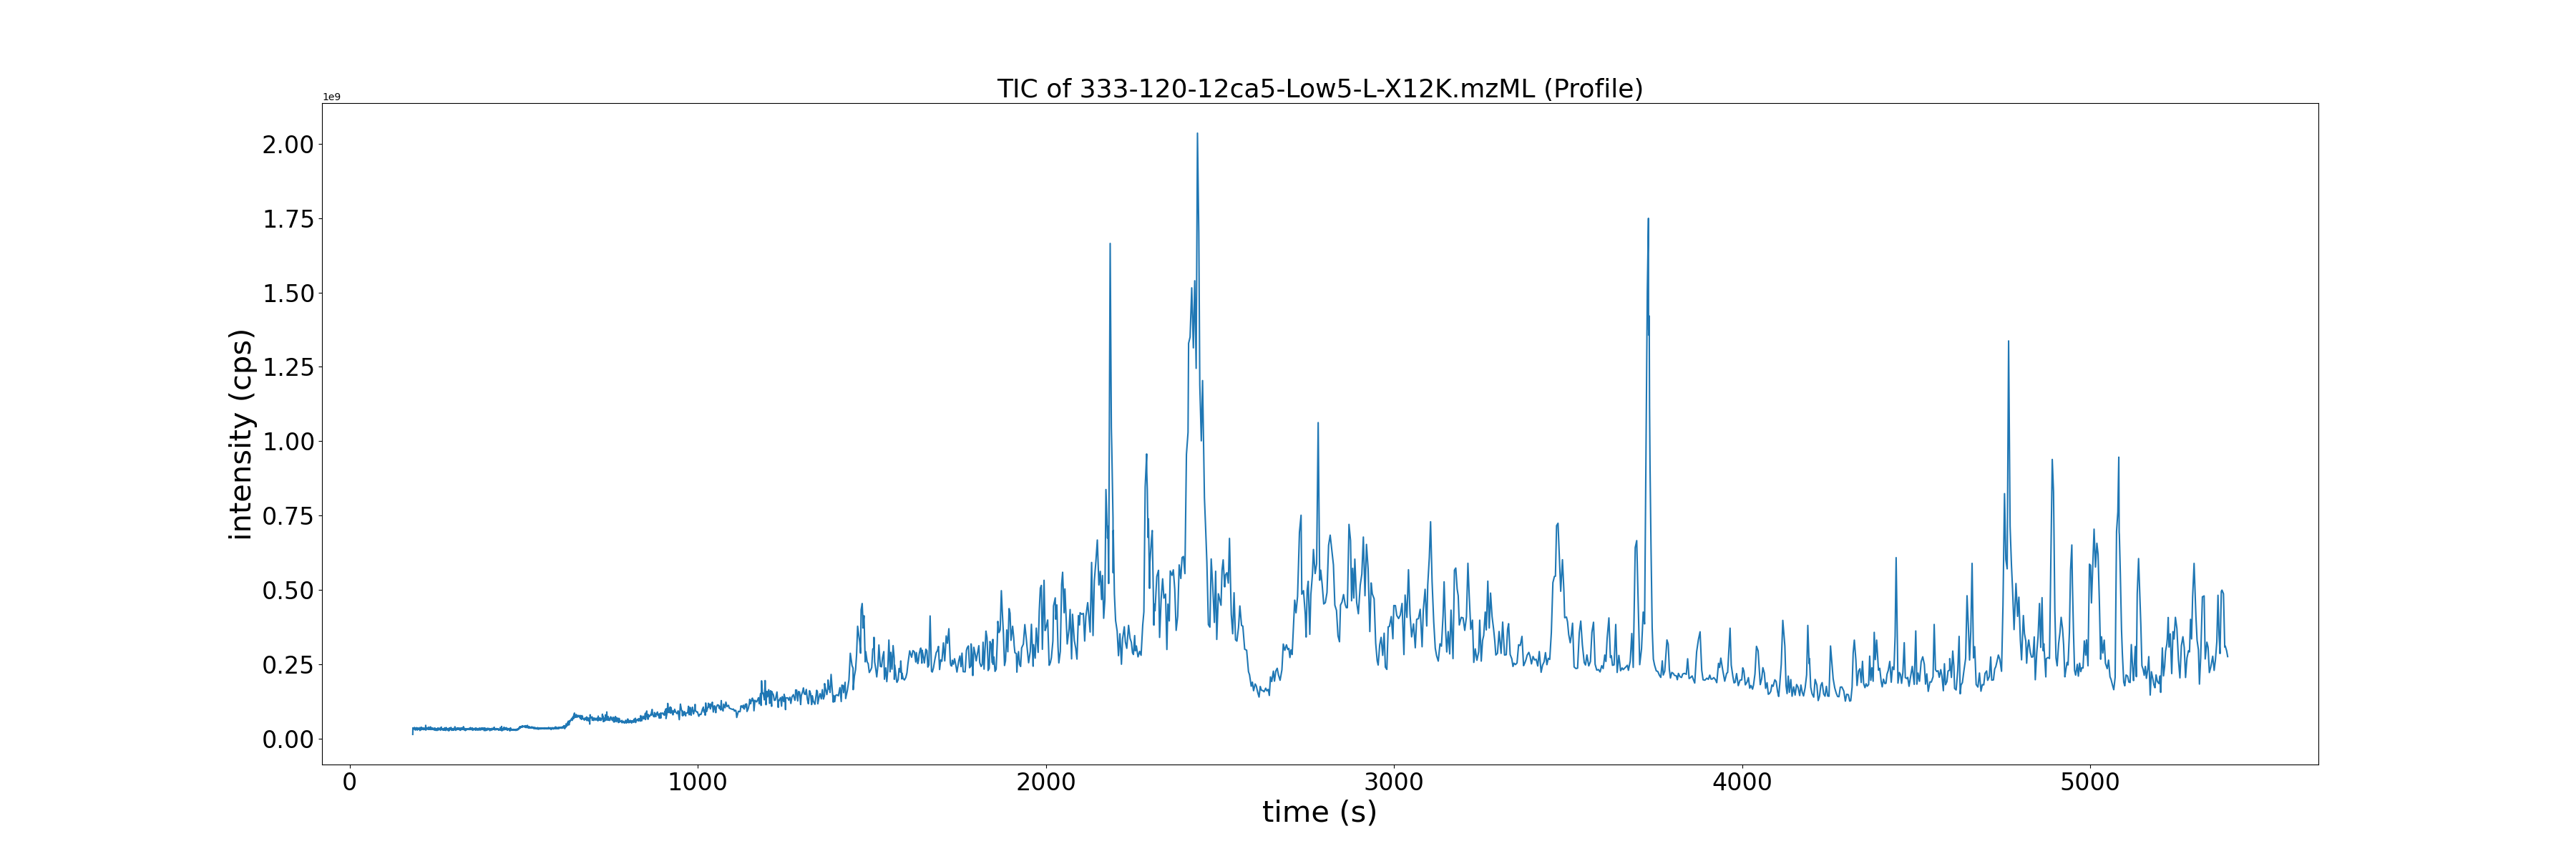 TIC of 333-120-12ca5-Low5-L-X12K.mzML (Profile)
1e9
2.00
1.75
1.50
1.25
1.00
0.75
0.50
0.25
0.00
intensity (cps)
0 1000 2000 3000 4000 5000
time (s)